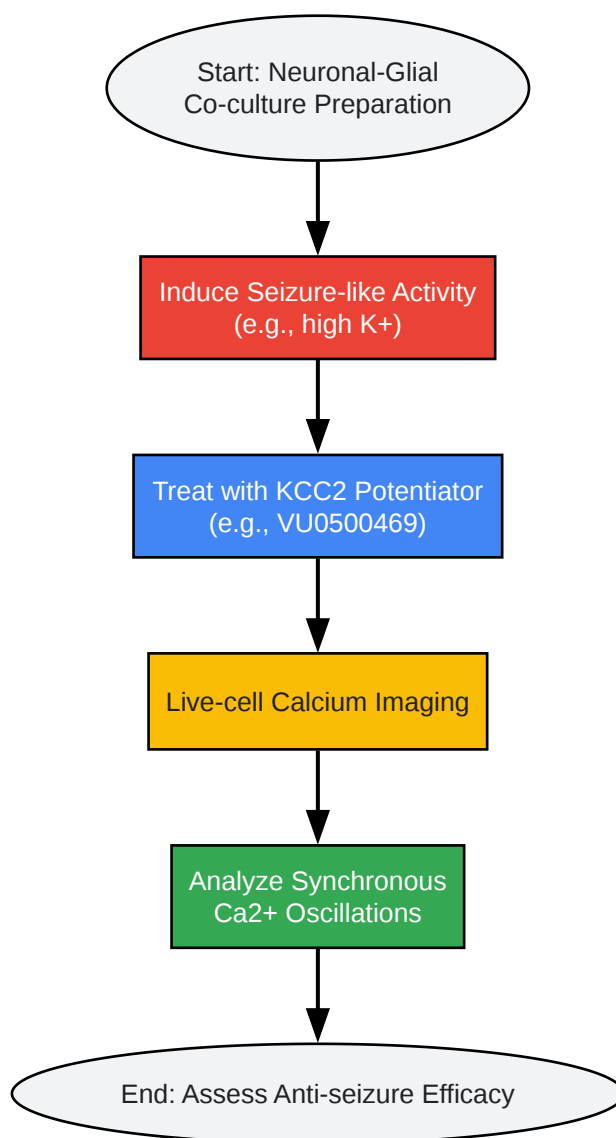 Start: Neuronal-Glial
Co-culture Preparation
Induce Seizure-like Activity
(e.g., high K+)
Treat with KCC2 Potentiator
(e.g., VU0500469)
Live-cell Calcium Imaging
Analyze Synchronous
Ca2+ Oscillations
End: Assess Anti-seizure Efficacy